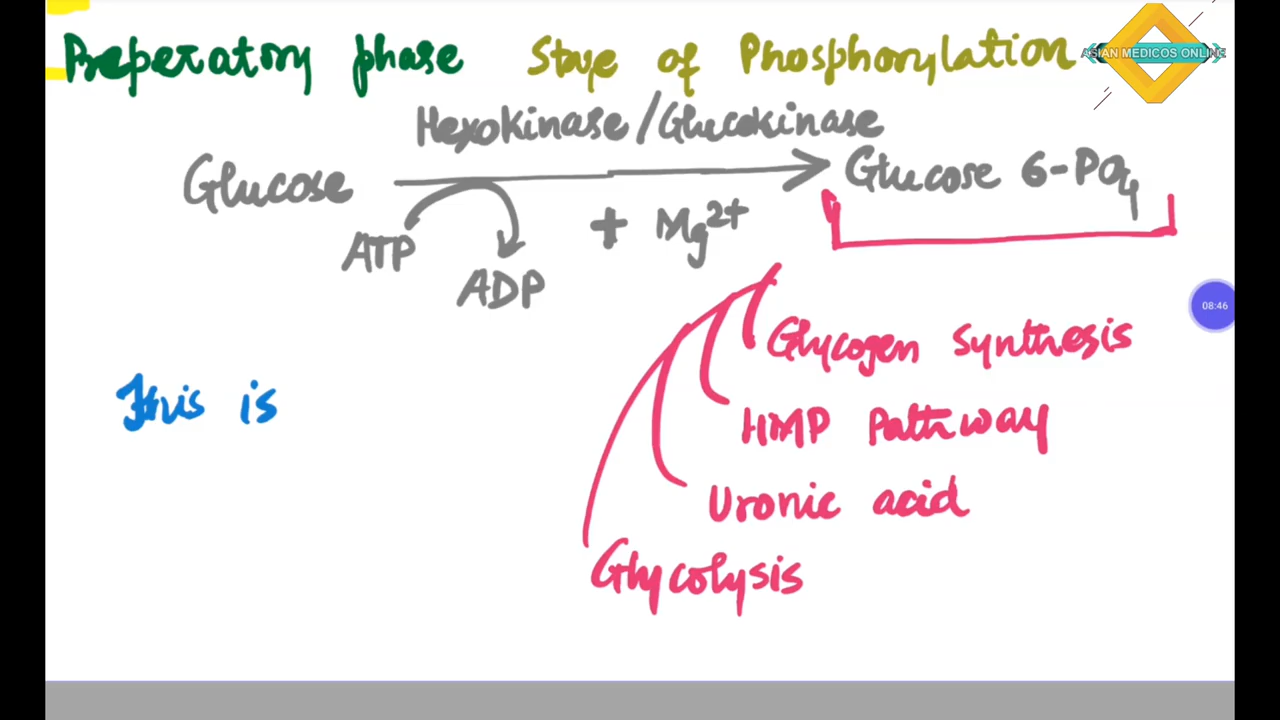 Preperatory phase Stage of Phosphorylation
ASIAN MEDICOS ONLINE
Hexokinase/Glucokinase
Glucose Glucose 6-PO4
ATP + Mg2+
ADP
08:46
Glycogen synthesis
This is
HMP Pathway
Uronic acid
Glycolysis